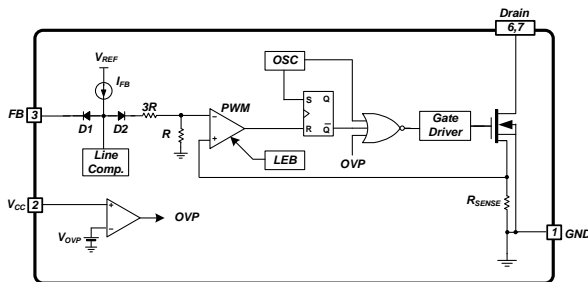 Drain
6,7
VREF
IFB
OSC
FB 3
D1 D2
3R
R
PWM
S Q
R Q̅
LEB
OVP
Gate
Driver
Line
Comp.
VCC 2
OVP
VOVP
RSENSE
1 GND
+
−
+
+
−